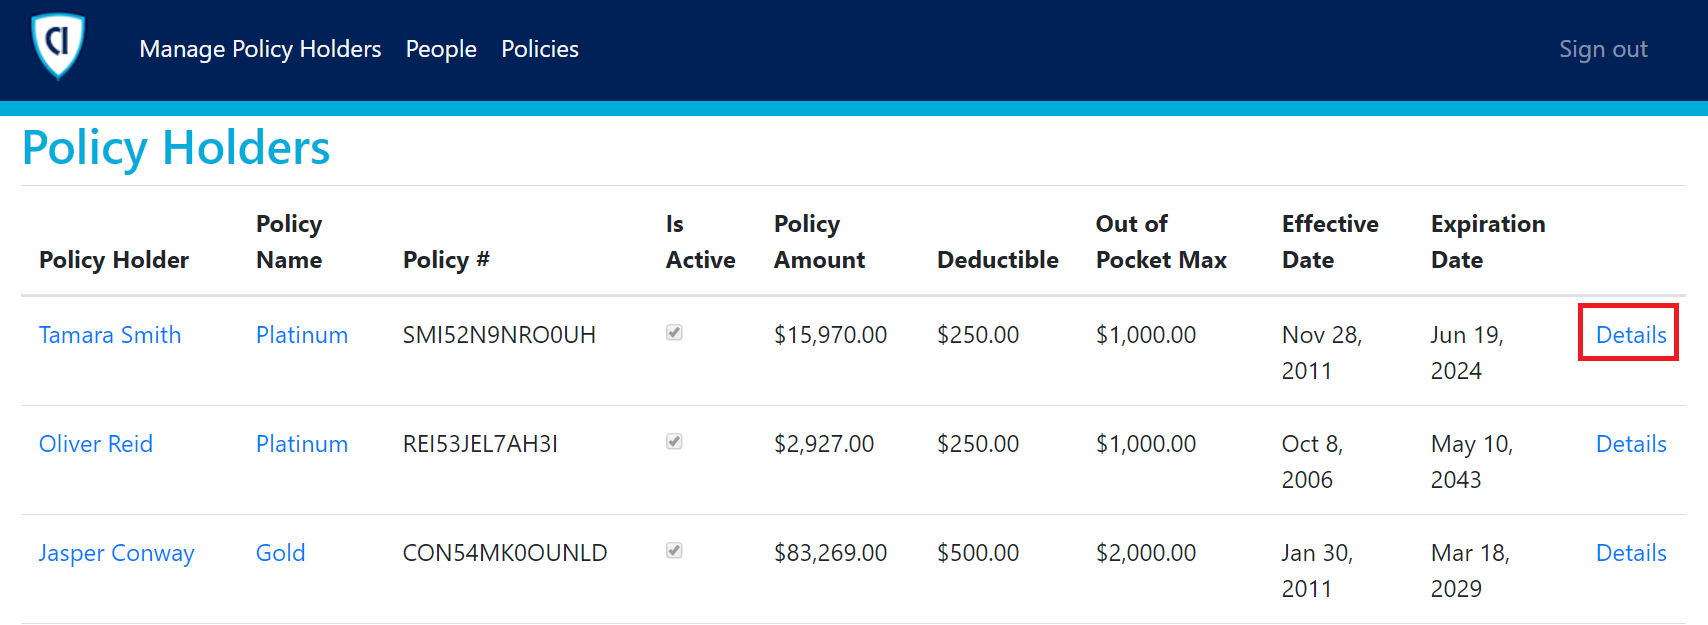 CI
Manage Policy Holders People Policies Sign out
Policy Holders
Policy Holder Policy Name Policy # Is Active Policy Amount Deductible Out of Pocket Max Effective Date Expiration Date
Tamara Smith Platinum SMI52N9NRO0UH $15,970.00 $250.00 $1,000.00 Nov 28, 2011 Jun 19, 2024 Details
Oliver Reid Platinum REI53JEL7AH3I $2,927.00 $250.00 $1,000.00 Oct 8, 2006 May 10, 2043 Details
Jasper Conway Gold CON54MK0OUNLD $83,269.00 $500.00 $2,000.00 Jan 30, 2011 Mar 18, 2029 Details